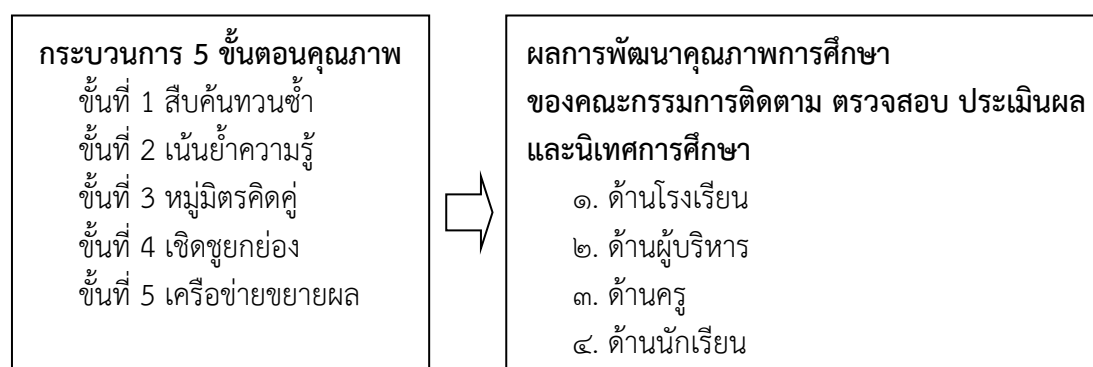 กระบวนการ 5 ขั้นตอนคุณภาพ
ขั้นที่ 1 สืบค้นทวนซ้ำ
ขั้นที่ 2 เน้นย้ำความรู้
ขั้นที่ 3 หมู่มิตรคิดคู่
ขั้นที่ 4 เชิดชูยกย่อง
ขั้นที่ 5 เครือข่ายขยายผล
ผลการพัฒนาคุณภาพการศึกษา
ของคณะกรรมการติดตาม ตรวจสอบ ประเมินผล
และนิเทศการศึกษา
๑. ด้านโรงเรียน
๒. ด้านผู้บริหาร
๓. ด้านครู
๔. ด้านนักเรียน